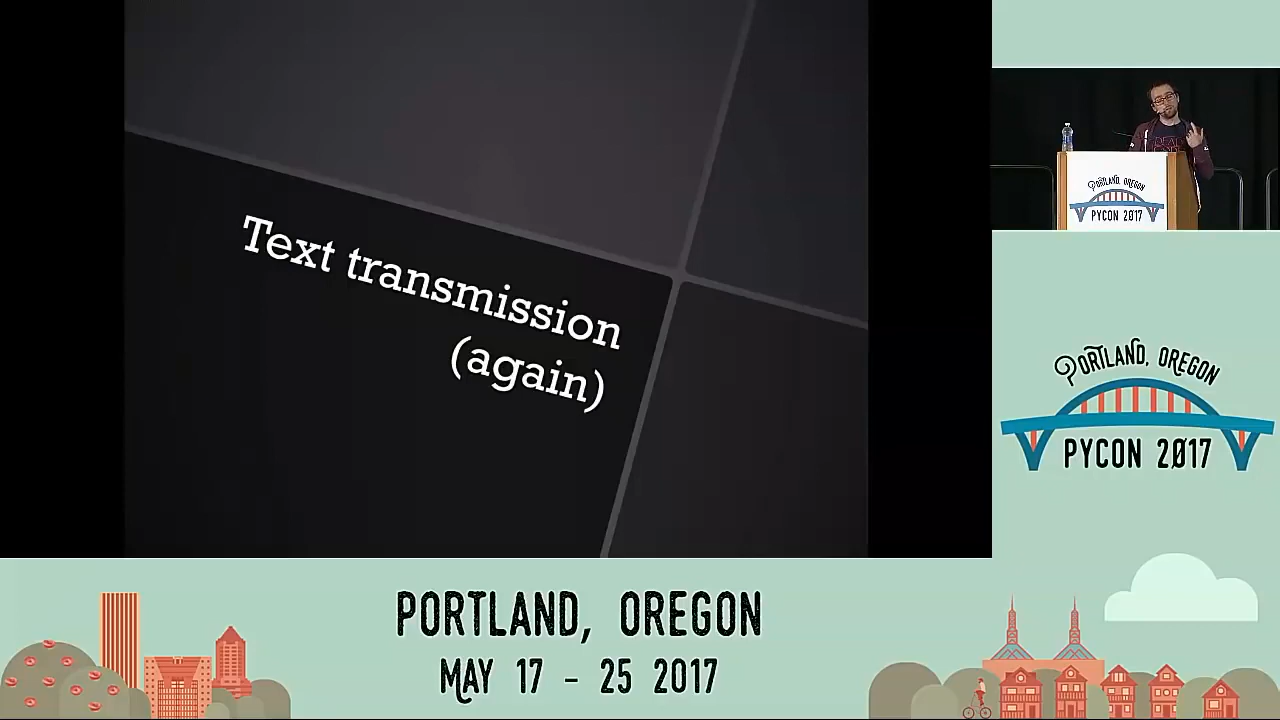 Text transmission
(again)
PORTLAND, OREGON
PYCON 2017
PORTLAND, OREGON
PYCON 2017
PORTLAND, OREGON
MAY 17 - 25 2017